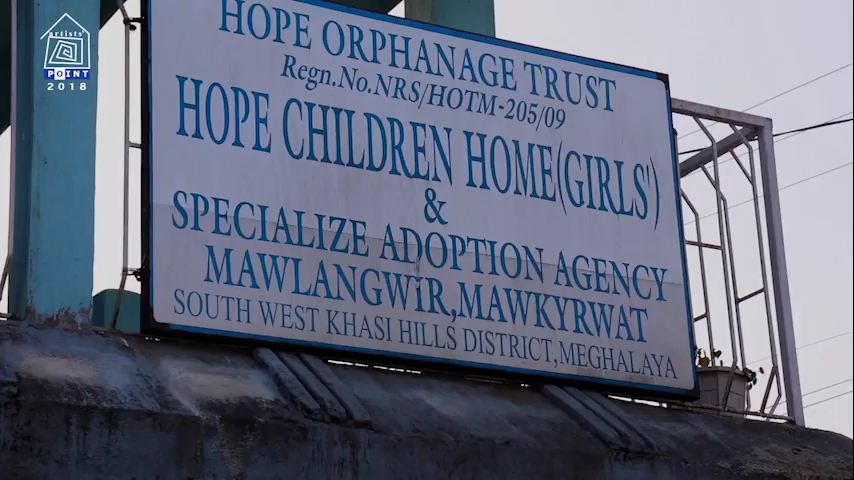 artists'
POINT
2018
HOPE ORPHANAGE TRUST
Regn.No.NRS/HOTM-205/09
HOPE CHILDREN HOME(GIRLS')
&
SPECIALIZE ADOPTION AGENCY
MAWLANGWIR,MAWKYRWAT
SOUTH WEST KHASI HILLS DISTRICT,MEGHALAYA